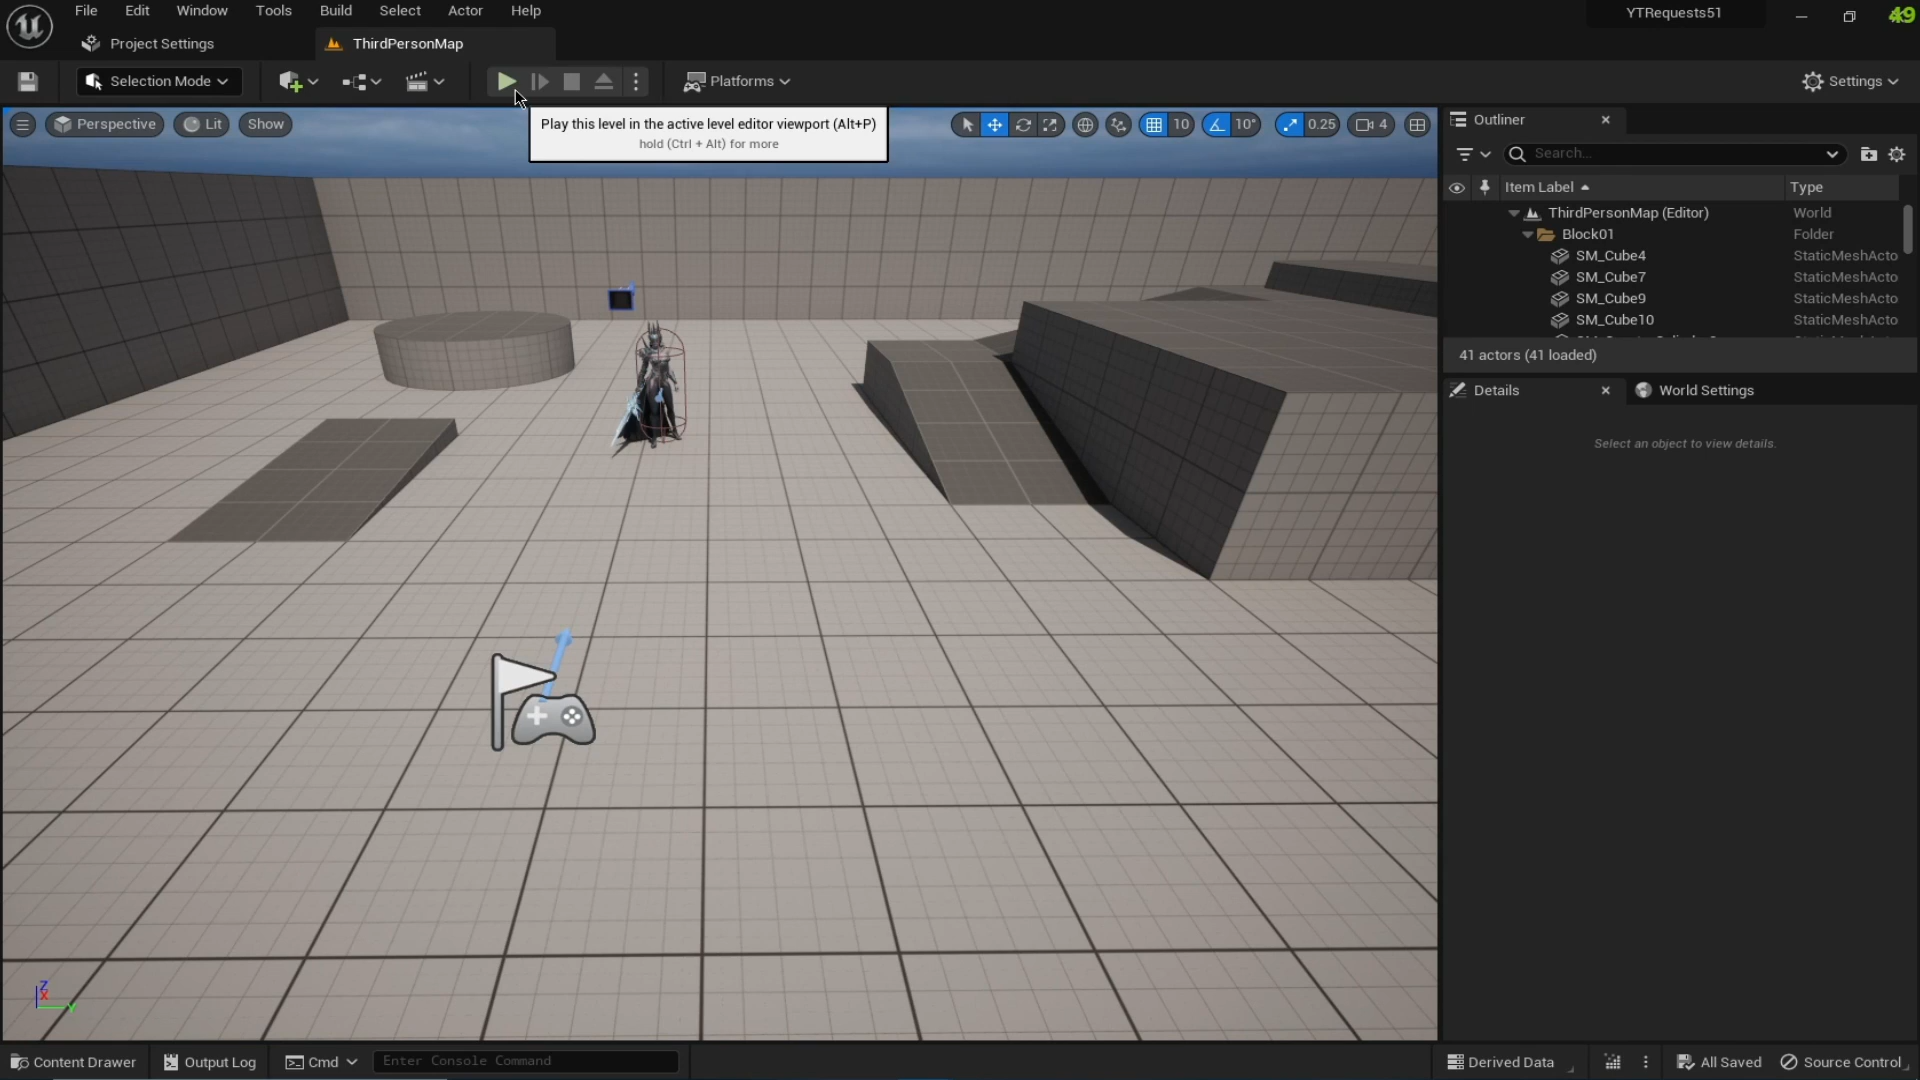 File Edit Window Tools Build Select Actor Help
YTRequests51
49
Project Settings
ThirdPersonMap
Selection Mode
Platforms
Settings
Perspective
Lit
Show
Play this level in the active level editor viewport (Alt+P)
hold (Ctrl + Alt) for more
10
10°
0.25
4
Outliner
Search...
Item Label
Type
ThirdPersonMap (Editor) World
Block01 Folder
SM_Cube4 StaticMeshActo
SM_Cube7 StaticMeshActo
SM_Cube9 StaticMeshActo
SM_Cube10 StaticMeshActo
41 actors (41 loaded)
Details
World Settings
Select an object to view details.
Z
X
Y
Content Drawer
Output Log
Cmd
Enter Console Command
Derived Data
All Saved
Source Control